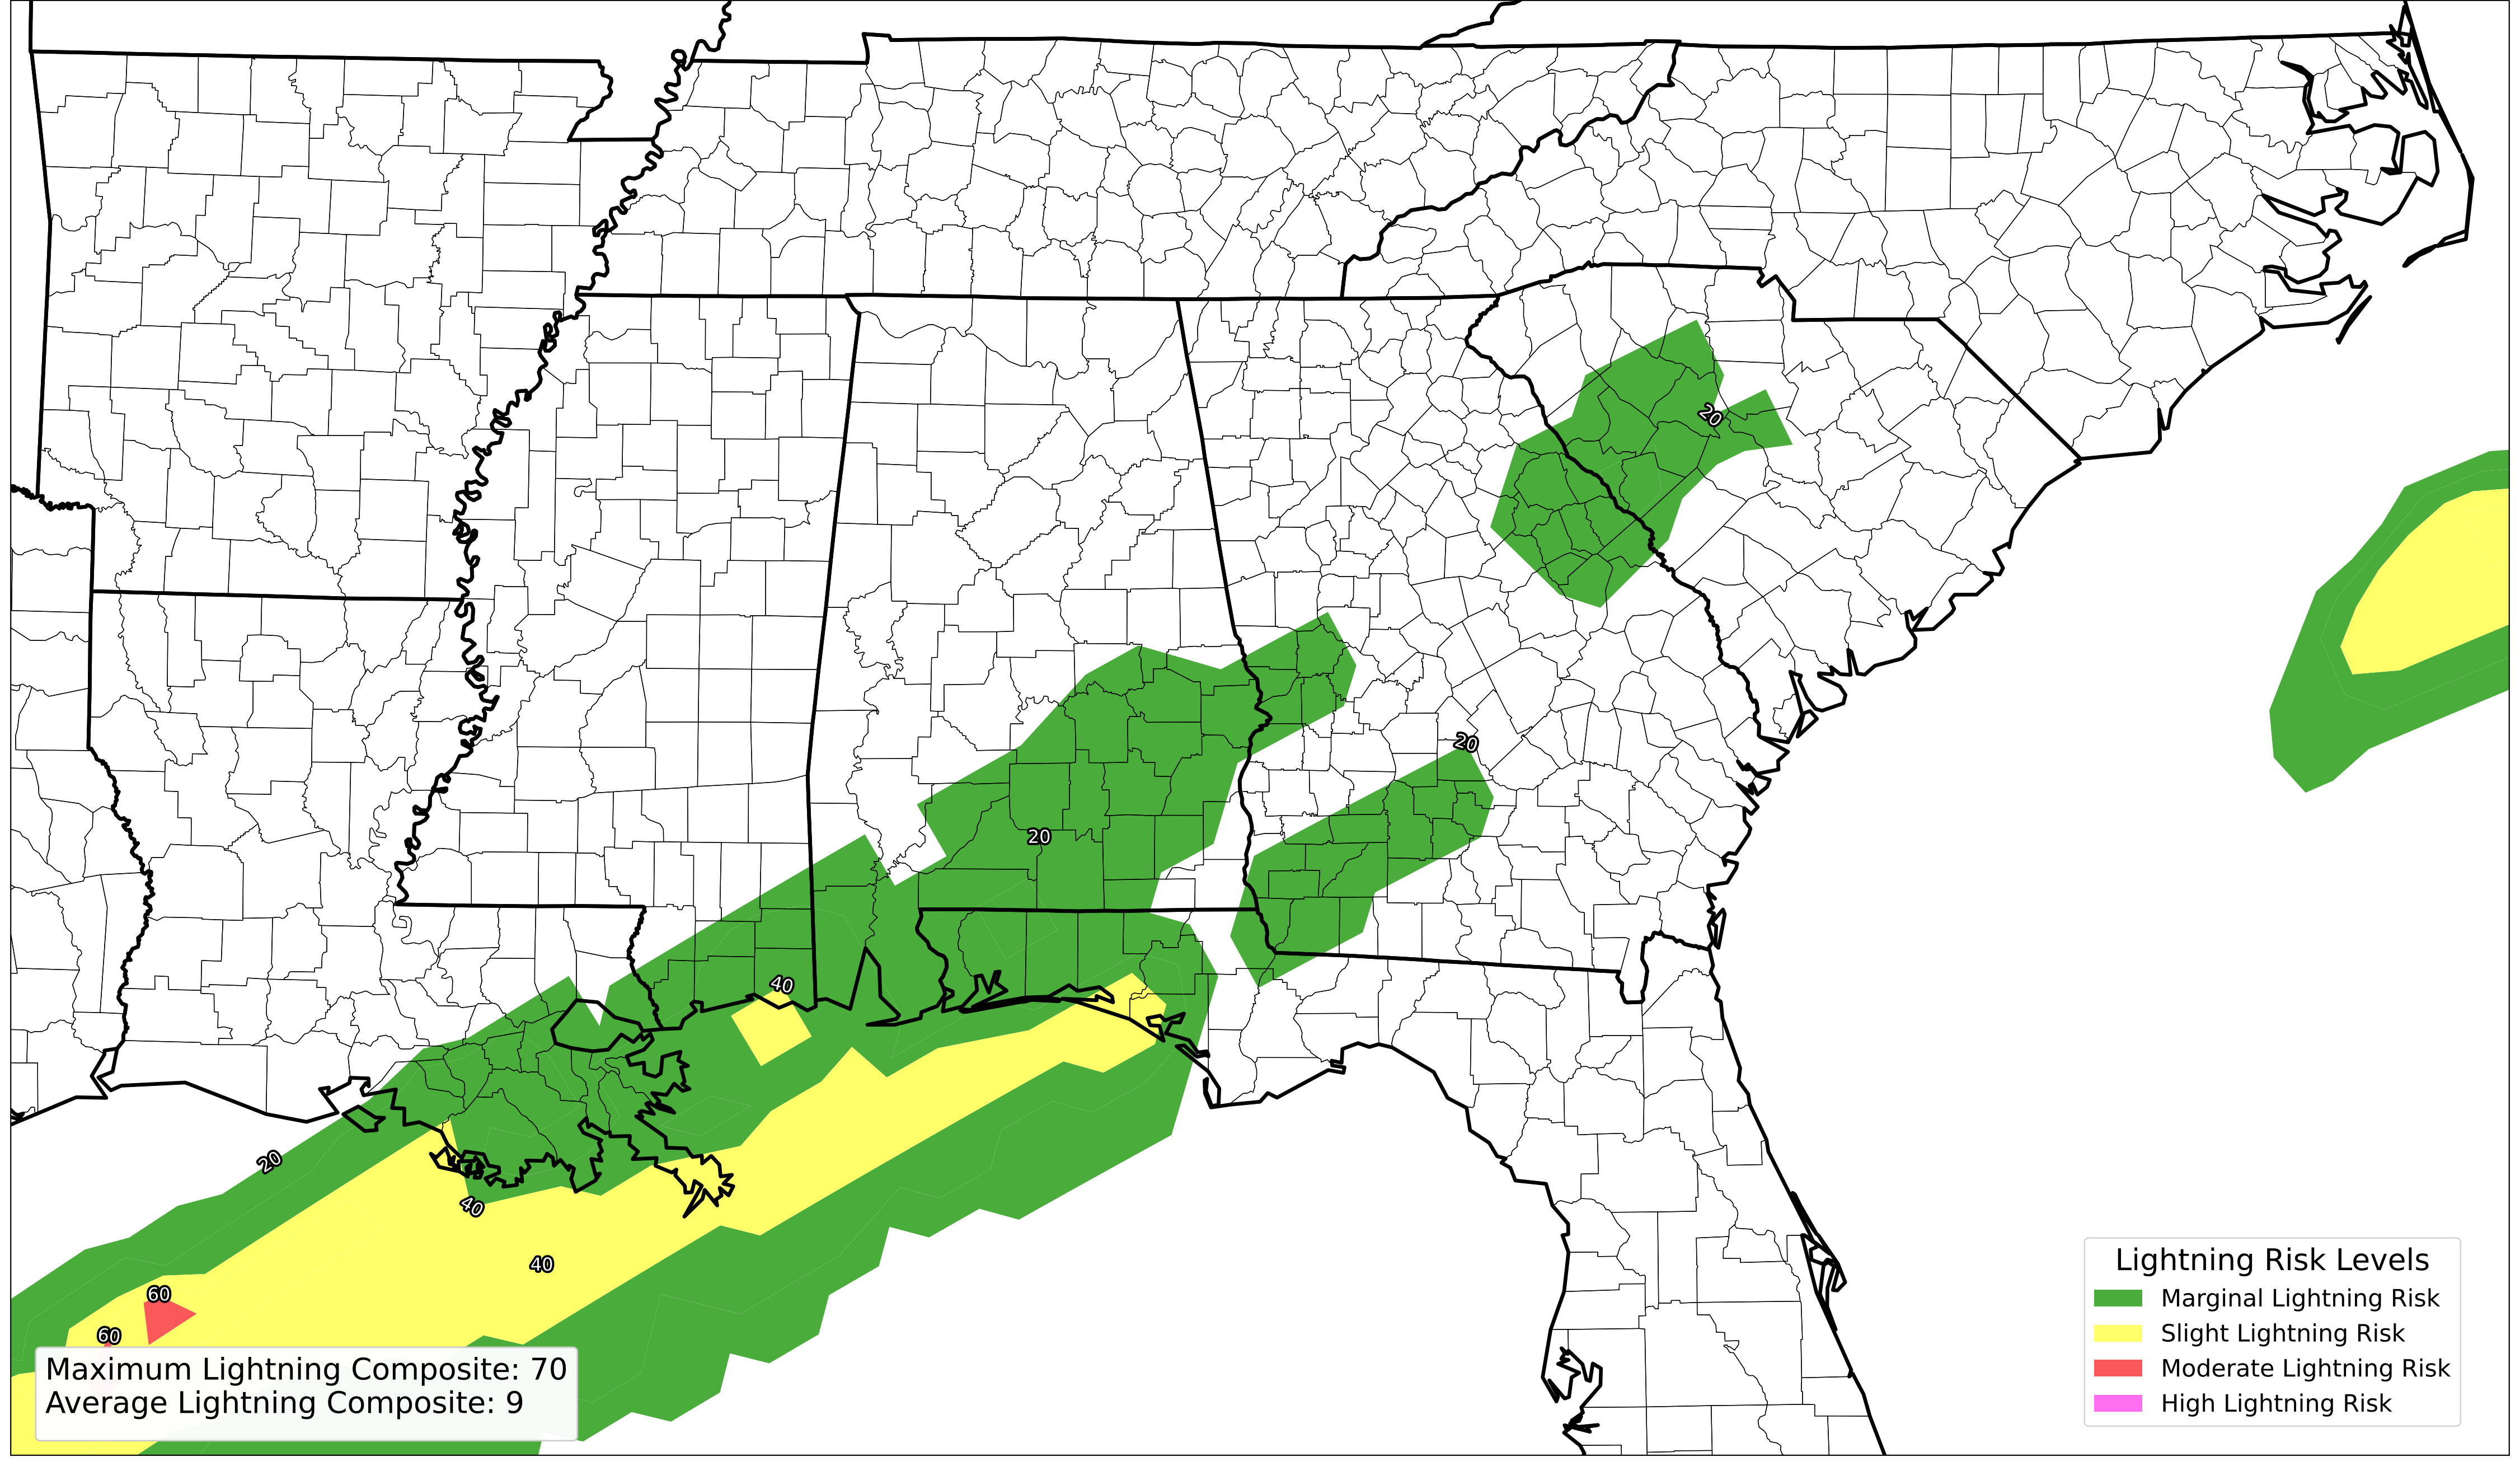 20
20
20
40
20
40
40
60
60
Maximum Lightning Composite: 70
Average Lightning Composite: 9
Lightning Risk Levels
Marginal Lightning Risk
Slight Lightning Risk
Moderate Lightning Risk
High Lightning Risk